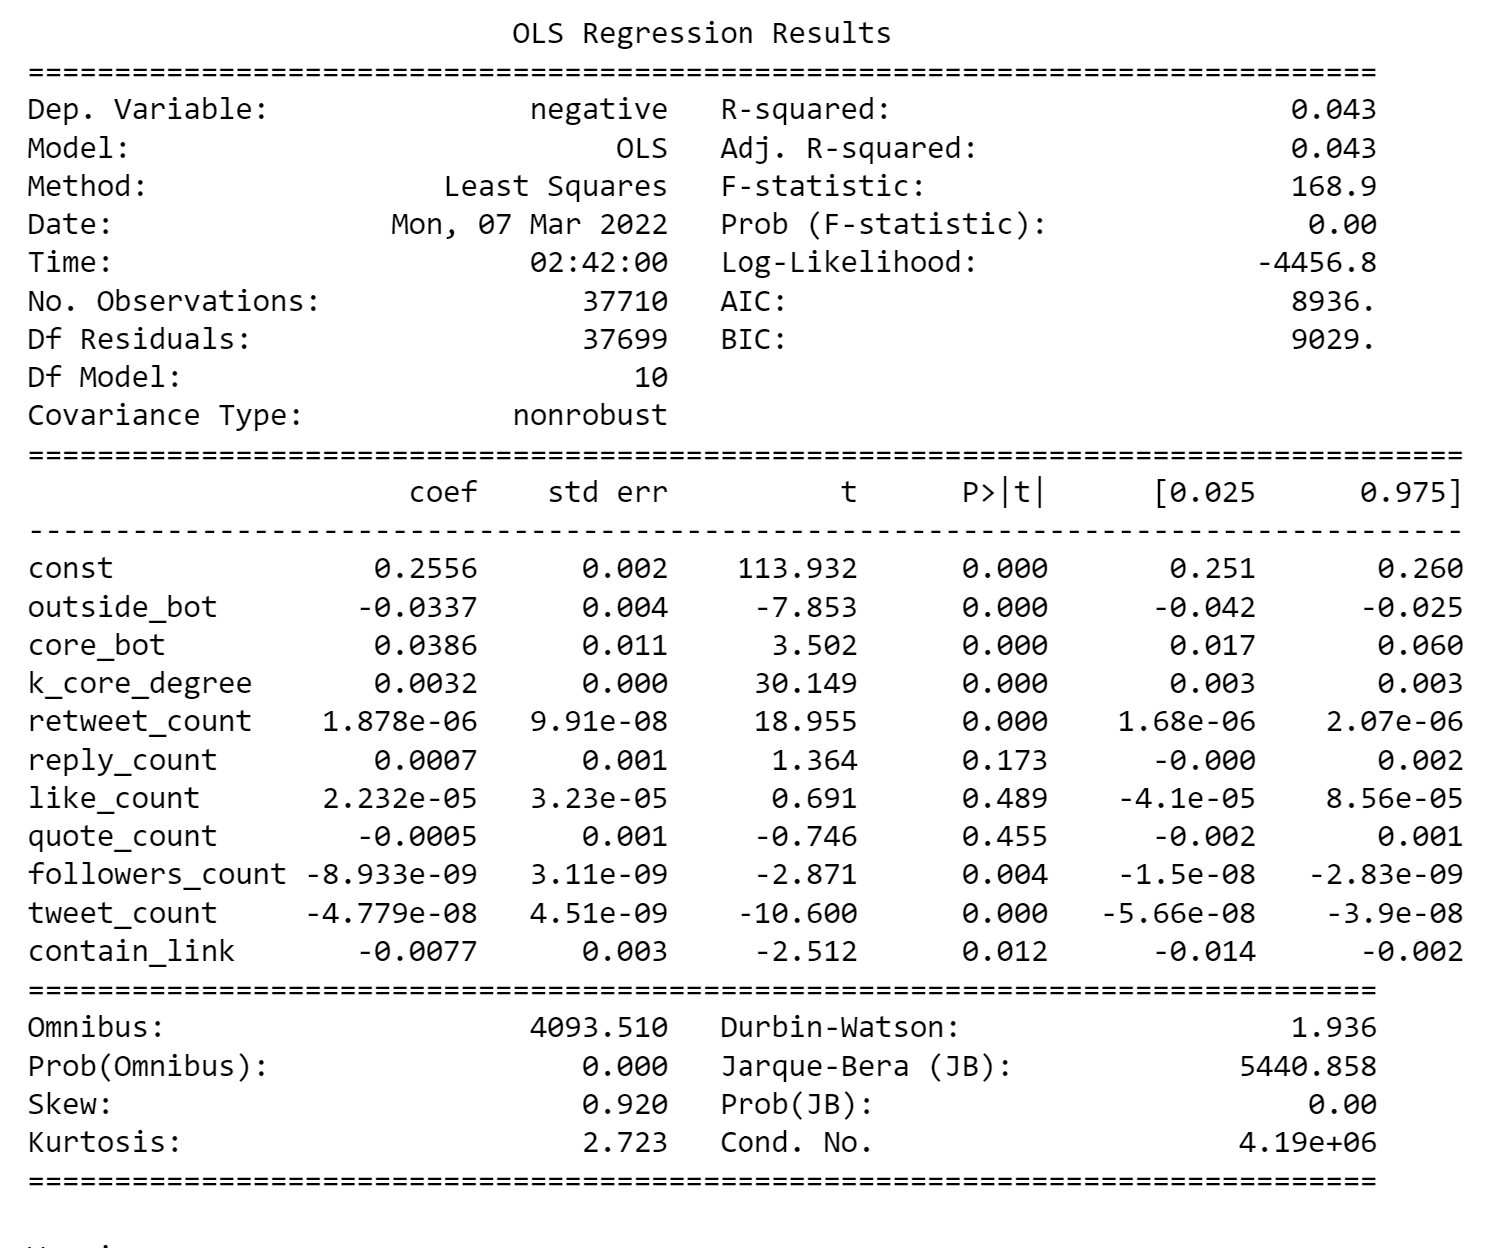 OLS Regression Results
==============================================================================
Dep. Variable:               negative   R-squared:                       0.043
Model:                            OLS   Adj. R-squared:                  0.043
Method:                 Least Squares   F-statistic:                     168.9
Date:                Mon, 07 Mar 2022   Prob (F-statistic):               0.00
Time:                        02:42:00   Log-Likelihood:                -4456.8
No. Observations:               37710   AIC:                             8936.
Df Residuals:                   37699   BIC:                             9029.
Df Model:                          10
Covariance Type:            nonrobust
===================================================================================
                      coef    std err          t      P>|t|      [0.025      0.975]
-----------------------------------------------------------------------------------
const               0.2556      0.002    113.932      0.000       0.251       0.260
outside_bot        -0.0337      0.004     -7.853      0.000      -0.042      -0.025
core_bot            0.0386      0.011      3.502      0.000       0.017       0.060
k_core_degree       0.0032      0.000     30.149      0.000       0.003       0.003
retweet_count    1.878e-06   9.91e-08     18.955      0.000    1.68e-06    2.07e-06
reply_count         0.0007      0.001      1.364      0.173      -0.000       0.002
like_count       2.232e-05   3.23e-05      0.691      0.489    -4.1e-05    8.56e-05
quote_count        -0.0005      0.001     -0.746      0.455      -0.002       0.001
followers_count -8.933e-09   3.11e-09     -2.871      0.004    -1.5e-08   -2.83e-09
tweet_count     -4.779e-08   4.51e-09    -10.600      0.000   -5.66e-08    -3.9e-08
contain_link       -0.0077      0.003     -2.512      0.012      -0.014      -0.002
==============================================================================
Omnibus:                     4093.510   Durbin-Watson:                   1.936
Prob(Omnibus):                  0.000   Jarque-Bera (JB):             5440.858
Skew:                           0.920   Prob(JB):                         0.00
Kurtosis:                       2.723   Cond. No.                     4.19e+06
==============================================================================